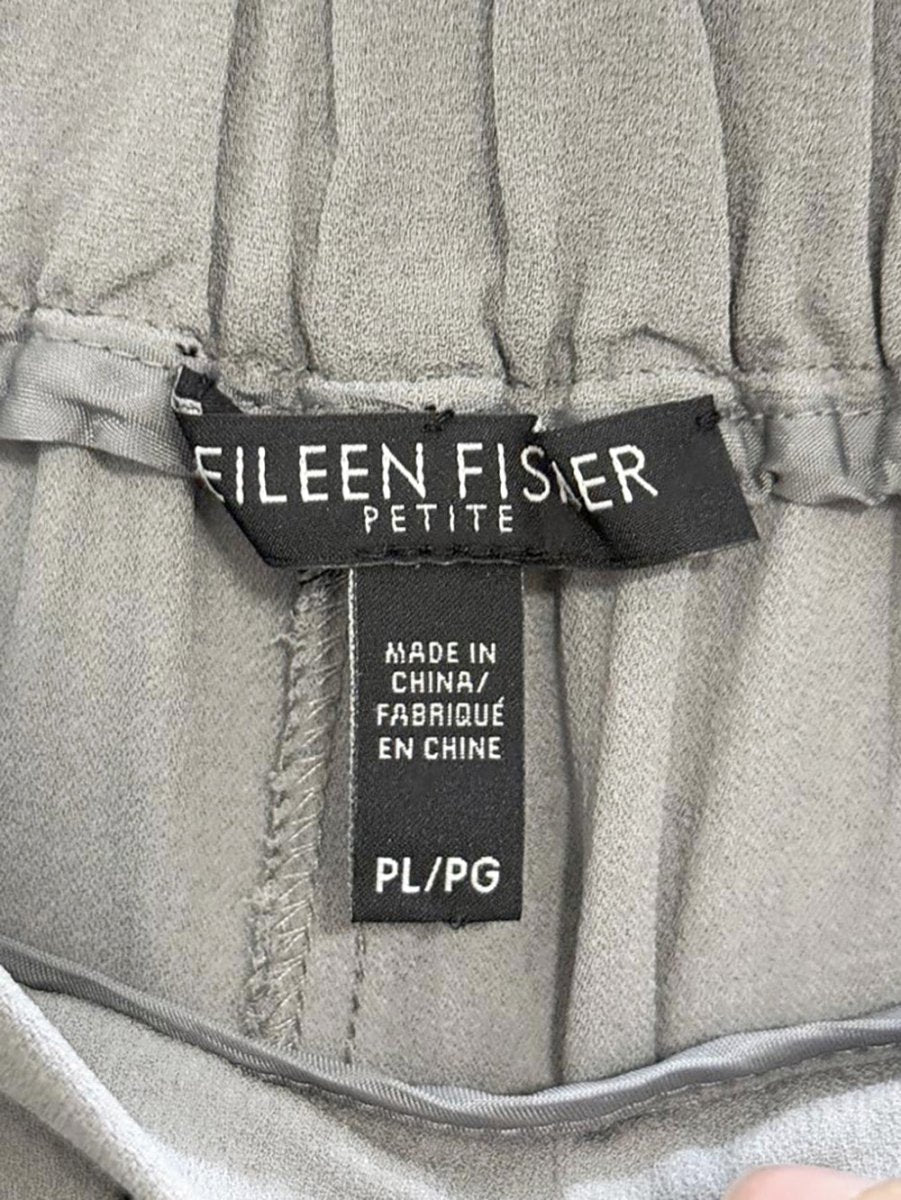 EILEEN FISHER
PETITE
MADE IN
CHINA/
FABRIQUÉ
EN CHINE
PL/PG